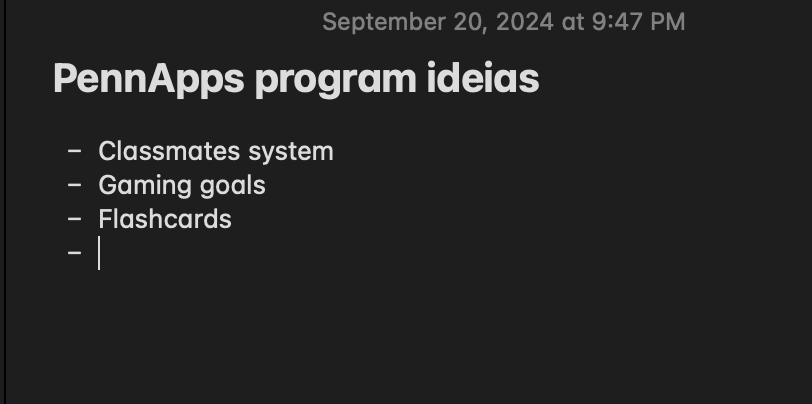 September 20, 2024 at 9:47 PM
PennApps program ideias
– Classmates system
– Gaming goals
– Flashcards
–